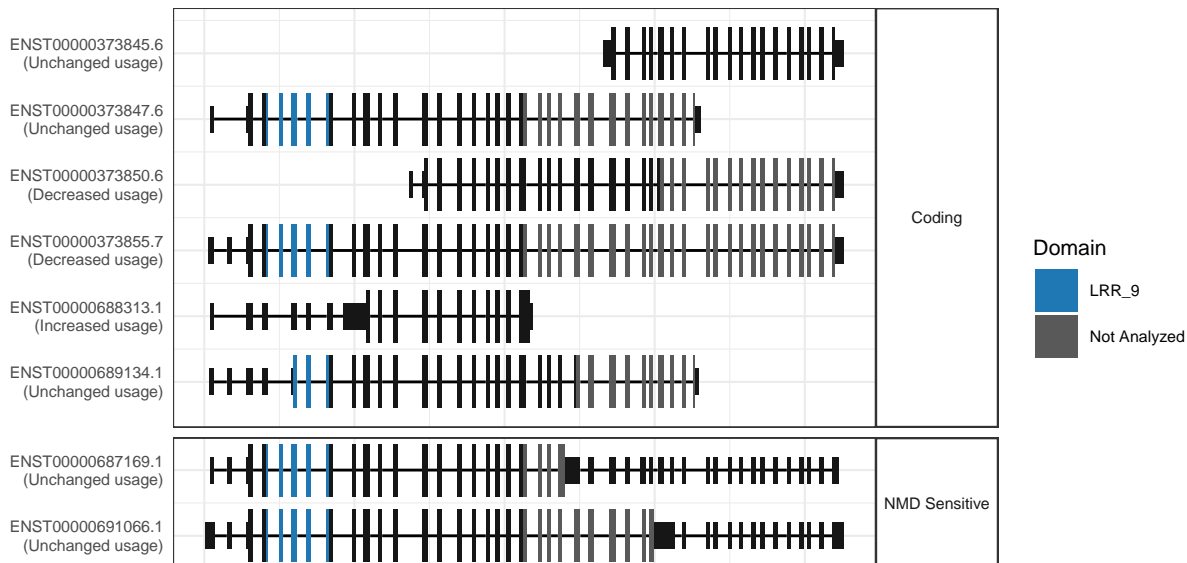 ENST00000373845.6
(Unchanged usage)
ENST00000373847.6
(Unchanged usage)
ENST00000373850.6
(Decreased usage)
ENST00000373855.7
(Decreased usage)
ENST00000688313.1
(Increased usage)
ENST00000689134.1
(Unchanged usage)
Coding
ENST00000687169.1
(Unchanged usage)
ENST00000691066.1
(Unchanged usage)
NMD Sensitive
Domain
LRR_9
Not Analyzed